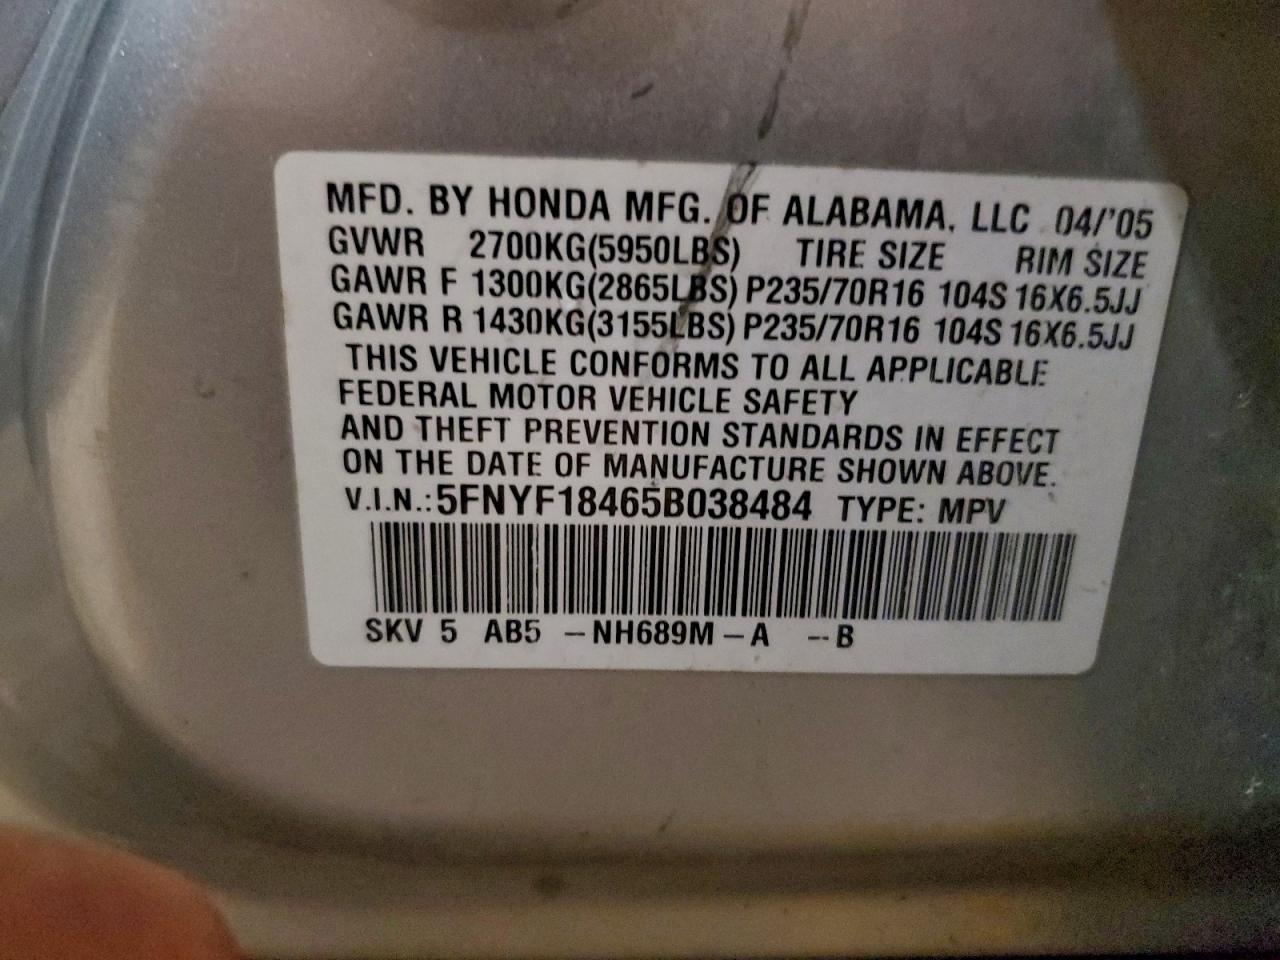 MFD. BY HONDA MFG. OF ALABAMA, LLC 04/'05
GVWR 2700KG(5950LBS) TIRE SIZE RIM SIZE
GAWR F 1300KG(2865LBS) P235/70R16 104S 16X6.5JJ
GAWR R 1430KG(3155LBS) P235/70R16 104S 16X6.5JJ
THIS VEHICLE CONFORMS TO ALL APPLICABLE
FEDERAL MOTOR VEHICLE SAFETY
AND THEFT PREVENTION STANDARDS IN EFFECT
ON THE DATE OF MANUFACTURE SHOWN ABOVE.
V.I.N.: 5FNYF18465B038484 TYPE: MPV
SKV 5 AB5 -NH689M-A --B